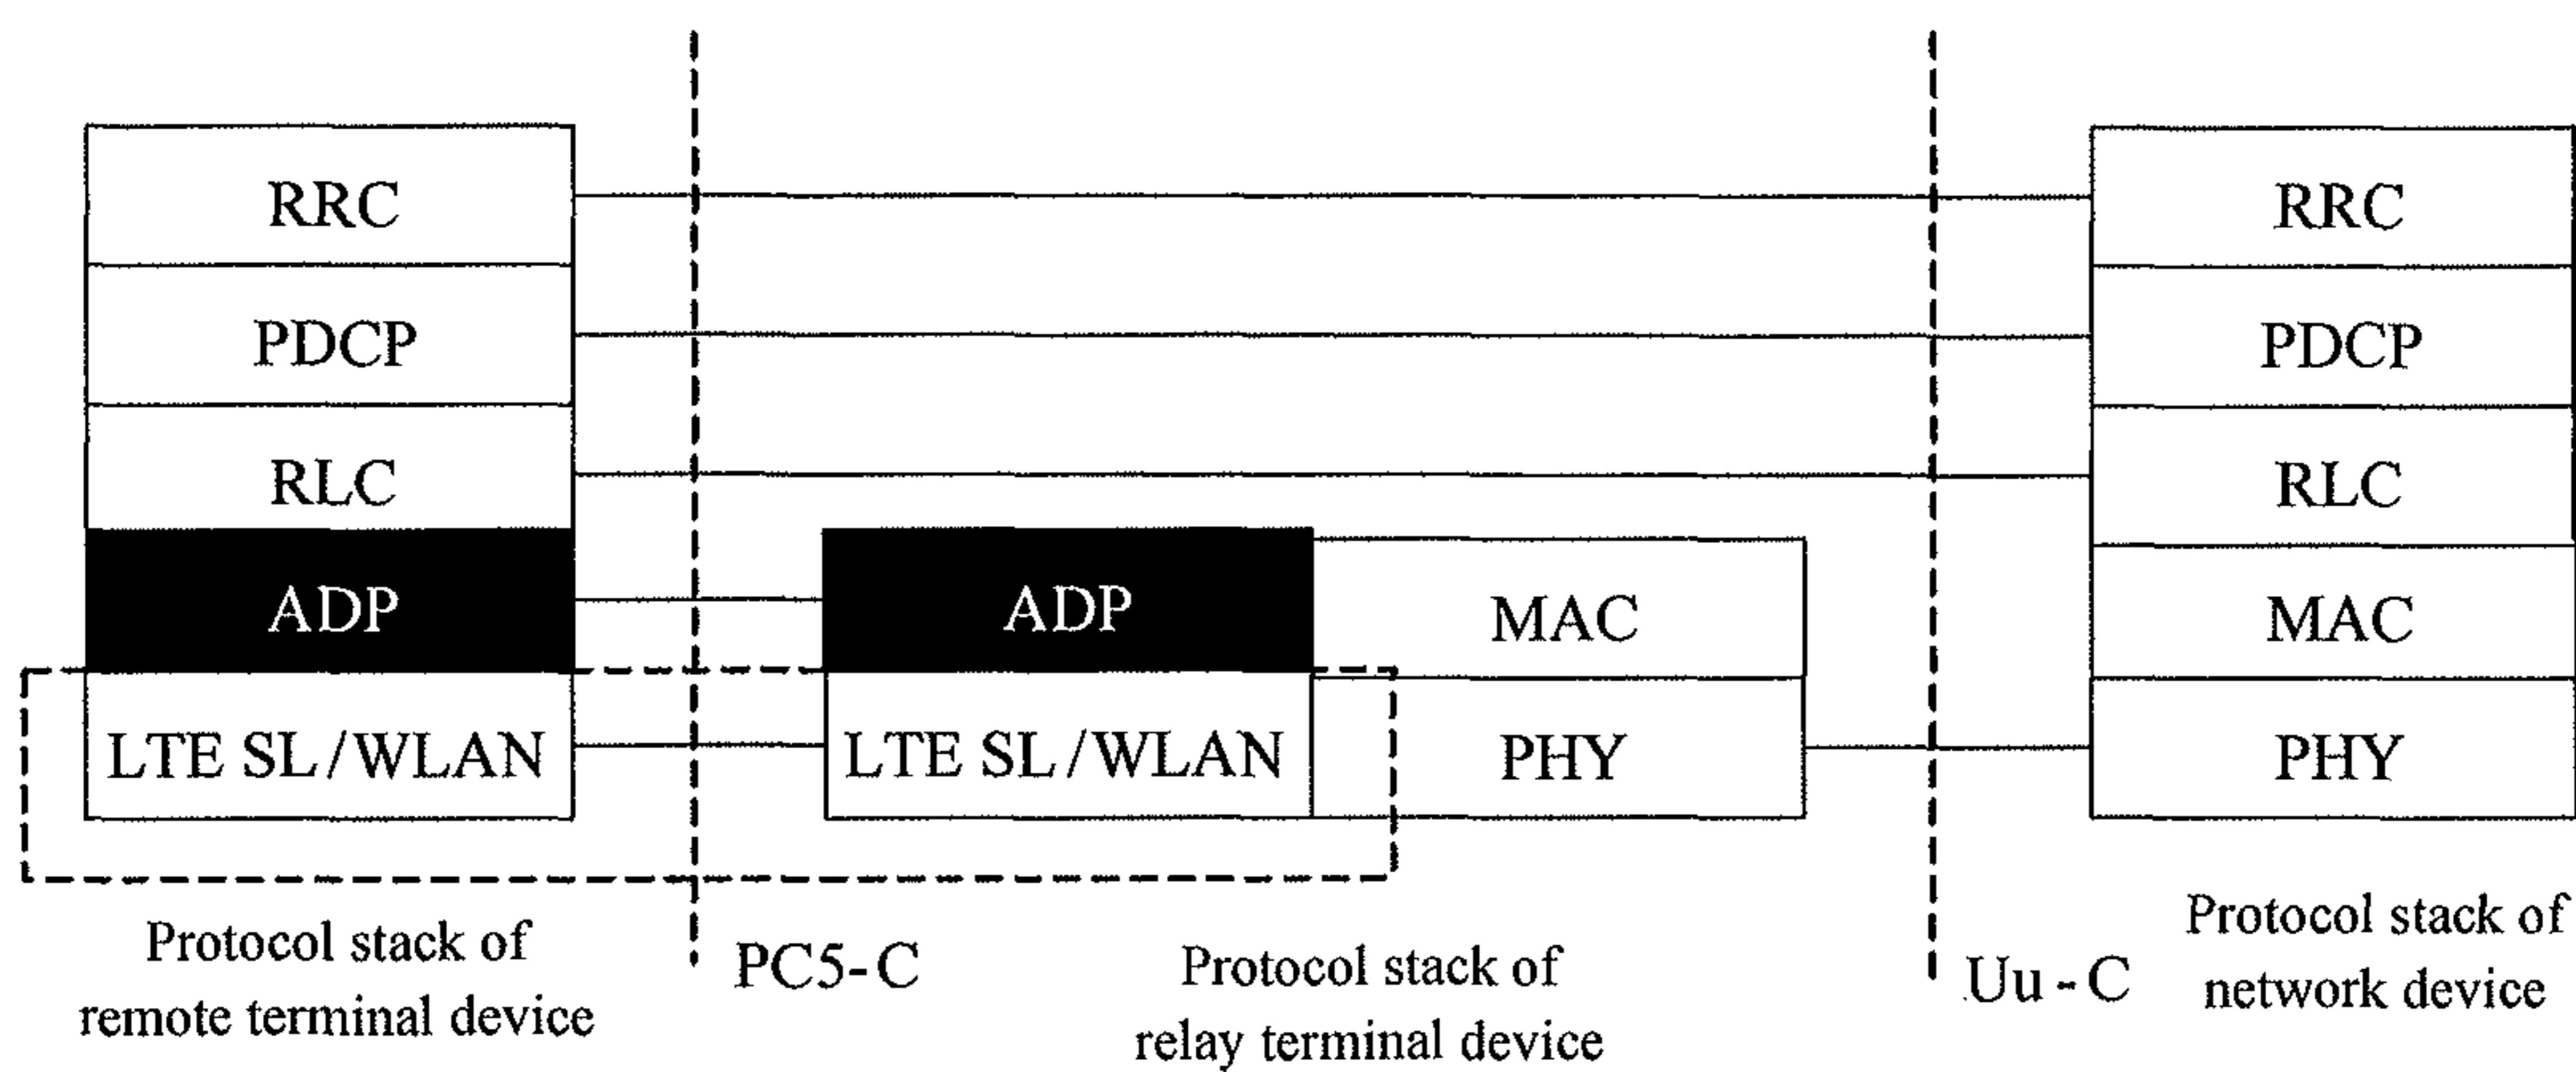 RRC
PDCP
RLC
ADP
LTE SL/WLAN
Protocol stack of
remote terminal device
PC5-C
ADP
MAC
LTE SL/WLAN
PHY
Protocol stack of
relay terminal device
Uu-C
RRC
PDCP
RLC
MAC
PHY
Protocol stack of
network device